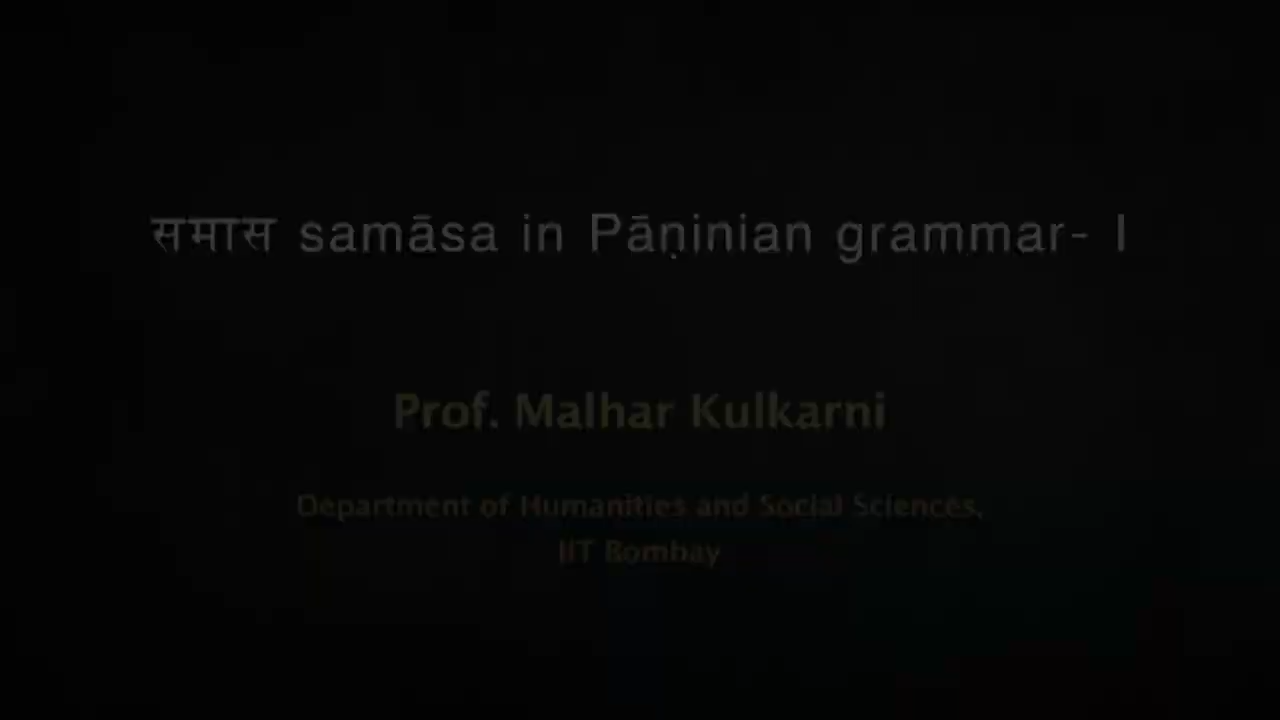 समास samāsa in Pāṇinian grammar- I
Prof. Malhar Kulkarni
Department of Humanities and Social Sciences,
IIT Bombay